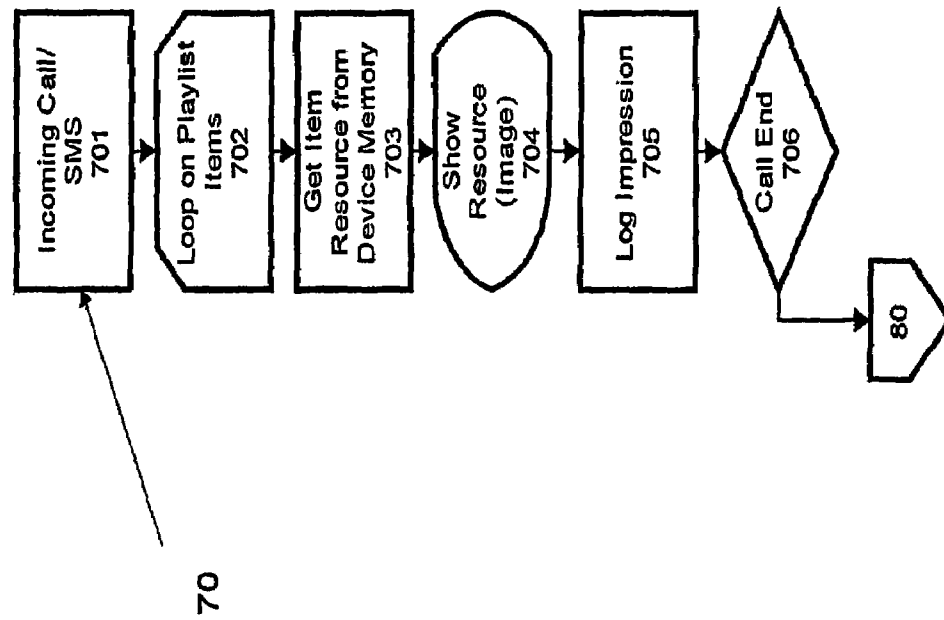 Incoming Call/
SMS
701
Loop on Playlist
Items
702
Get Item
Resource from
Device Memory
703
Show
Resource
(Image)
704
Log Impression
705
Call End
706
80
70